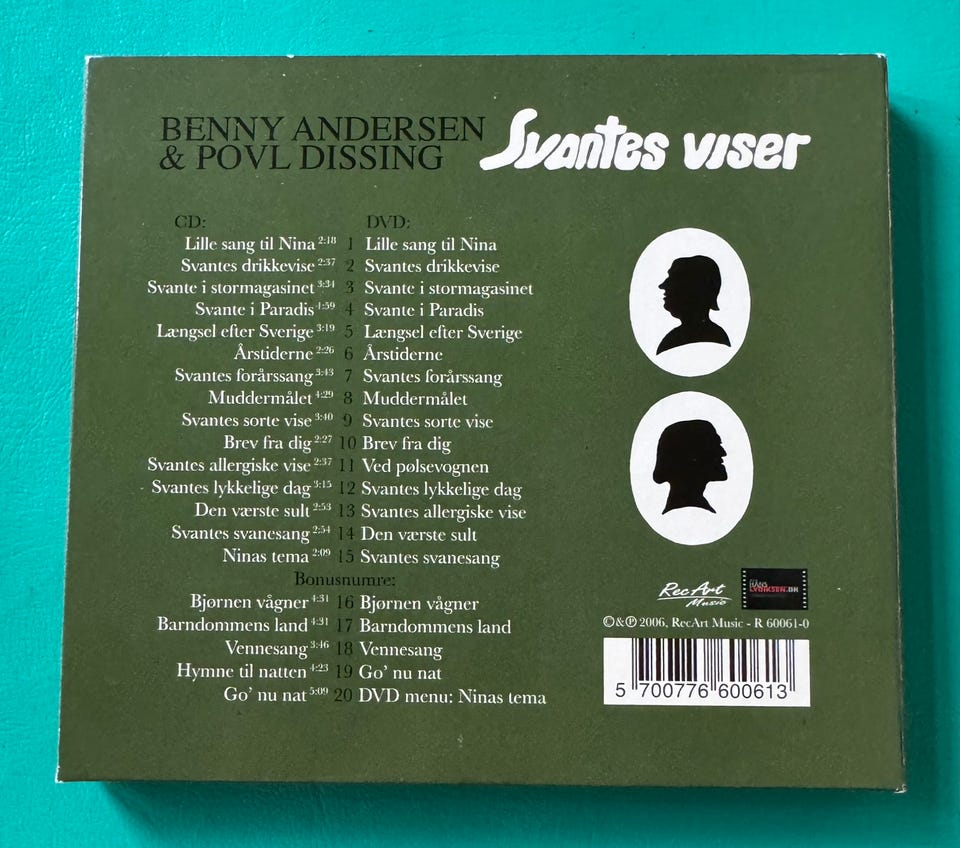 BENNY ANDERSEN
& POVL DISSING
Svantes viser
CD: DVD:
Lille sang til Nina 2:18 1 Lille sang til Nina
Svantes drikkevise 2:37 2 Svantes drikkevise
Svante i stormagasinet 3:34 3 Svante i stormagasinet
Svante i Paradis 4:59 4 Svante i Paradis
Længsel efter Sverige 3:19 5 Længsel efter Sverige
Årstiderne 2:26 6 Årstiderne
Svantes forårssang 3:43 7 Svantes forårssang
Muddermålet 4:29 8 Muddermålet
Svantes sorte vise 3:40 9 Svantes sorte vise
Brev fra dig 2:27 10 Brev fra dig
Svantes allergiske vise 2:37 11 Ved pølsevognen
Svantes lykkelige dag 3:15 12 Svantes lykkelige dag
Den værste sult 2:53 13 Svantes allergiske vise
Svantes svanesang 2:54 14 Den værste sult
Ninas tema 2:09 15 Svantes svanesang
Bonusnumre:
Bjørnen vågner 4:31 16 Bjørnen vågner
Barndommens land 4:31 17 Barndommens land
Vennesang 3:46 18 Vennesang
Hymne til natten 4:23 19 Go' nu nat
Go' nu nat 5:09 20 DVD menu: Ninas tema
RecArt
Music
©&℗ 2006, RecArt Music - R 60061-0
5 700776 600613